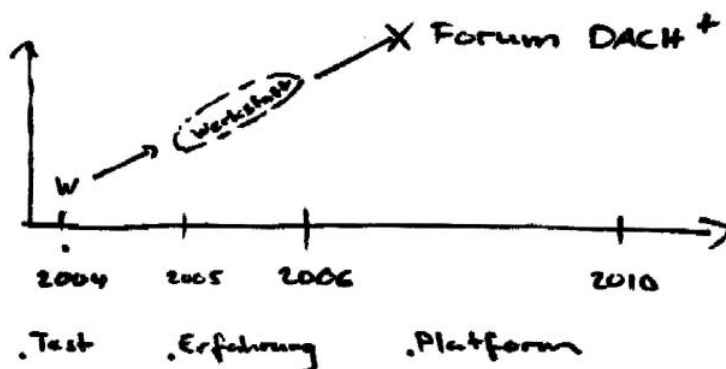 Forum DACH+
Werkstatt
W
2004 2005 2006 2010
.Test .Erfahrung .Platform